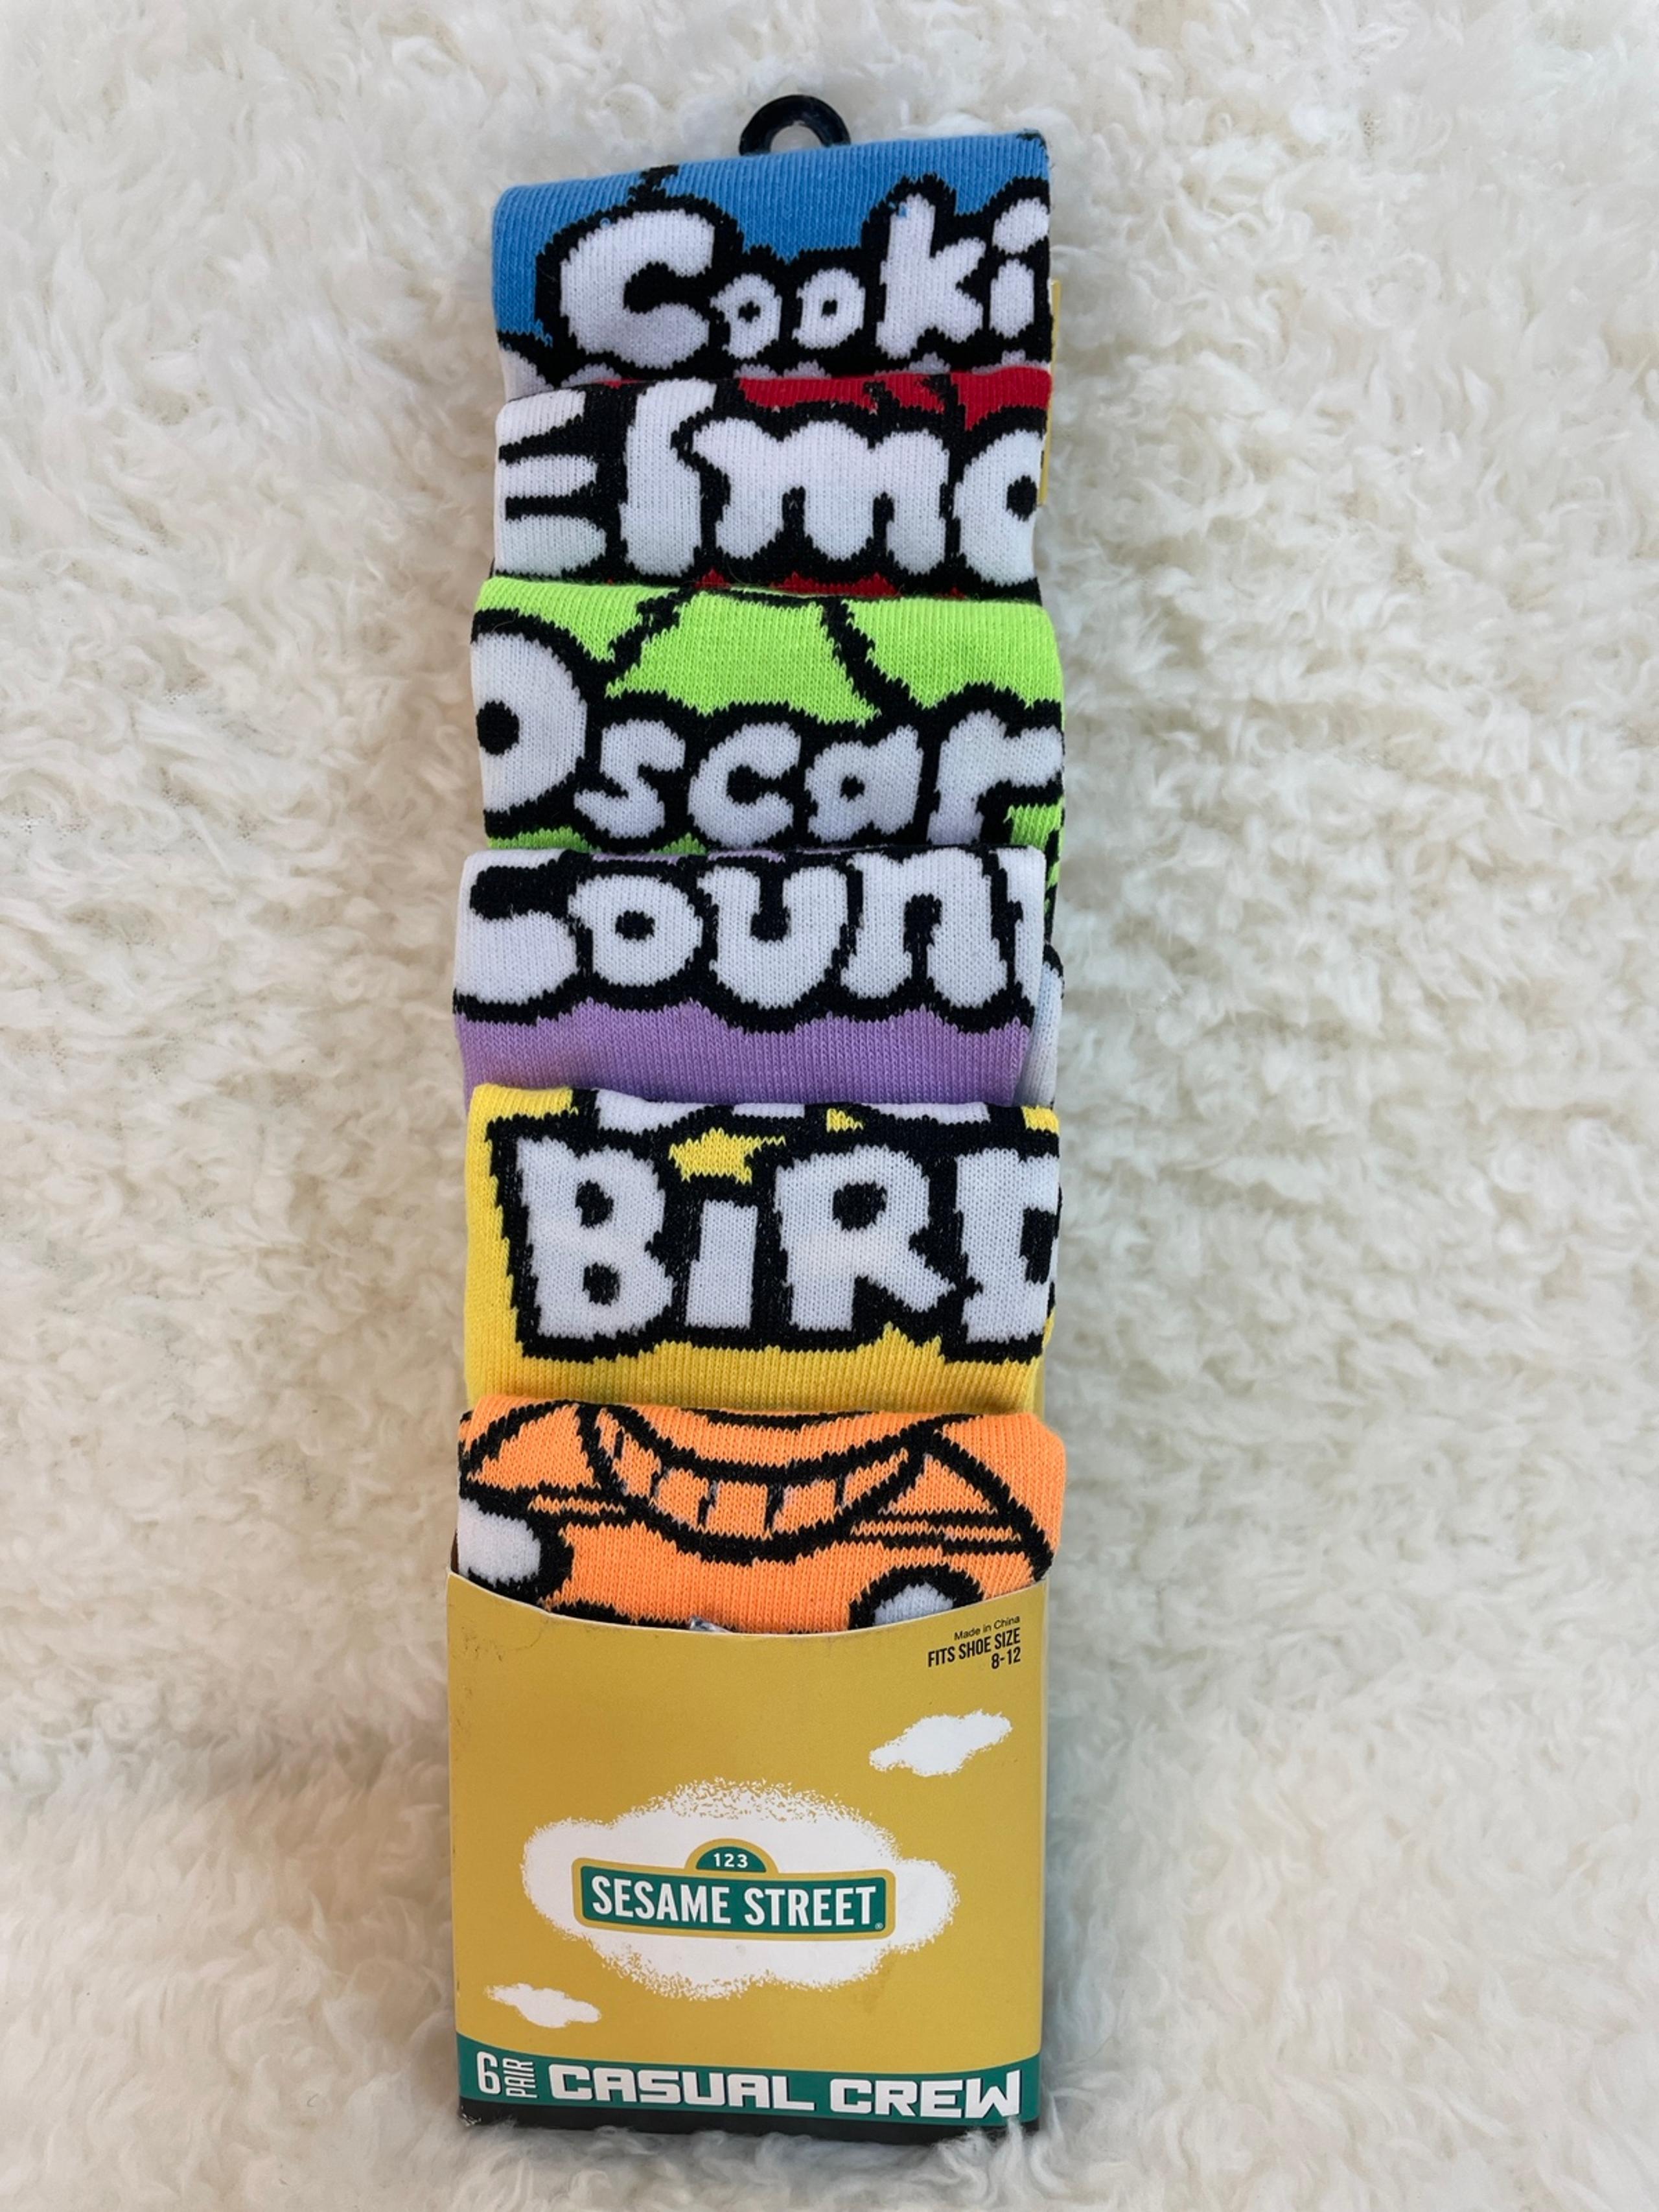 Cooki
Elmo
Oscar
Coun
BiRD
Made in China
FITS SHOE SIZE
8-12
123
SESAME STREET
6 PAIR CASUAL CREW